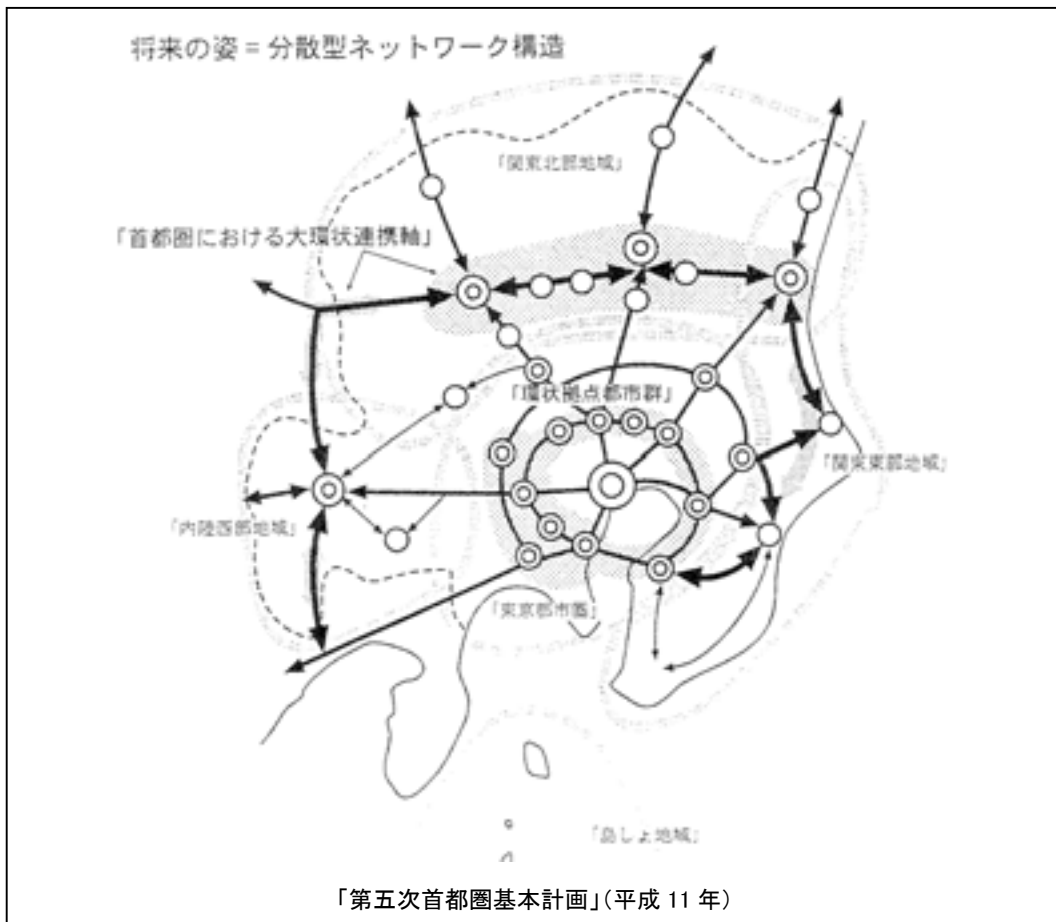 将来の姿=分散型ネットワーク構造
「関東北部地域」
「首都圏における大環状連携軸」
「環状拠点都市群」
「関東東部地域」
「内陸西部地域」
「東京都市圏」
「島しょ地域」
「第五次首都圏基本計画」(平成 11 年)